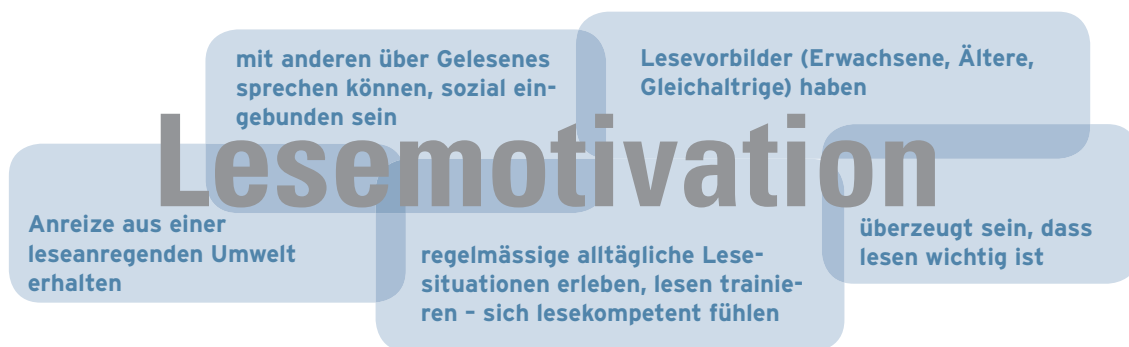 mit anderen über Gelesenes
sprechen können, sozial ein-
gebunden sein
Lesevorbilder (Erwachsene, Ältere,
Gleichaltrige) haben
Lesemotivation
Anreize aus einer
leseanregenden Umwelt
erhalten
regelmässige alltägliche Lese-
situationen erleben, lesen trainie-
ren – sich lesekompetent fühlen
überzeugt sein, dass
lesen wichtig ist